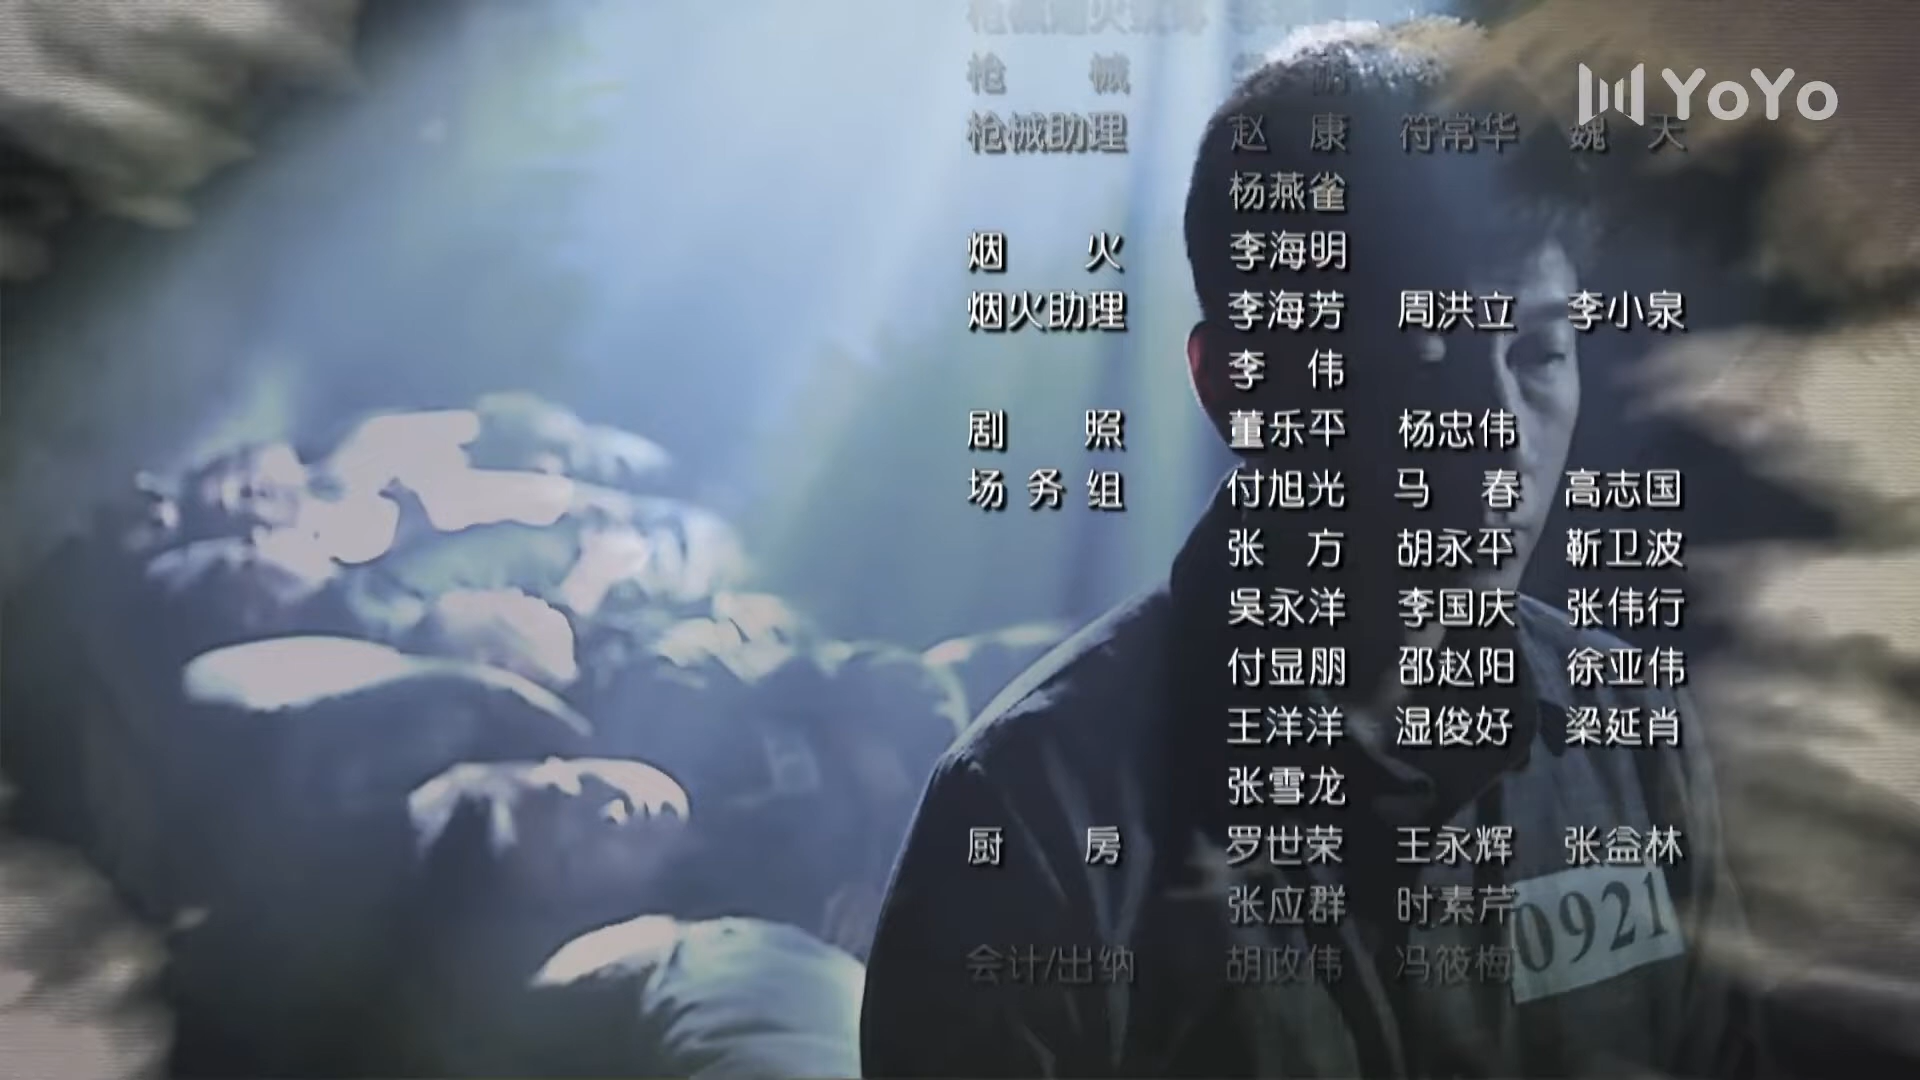 YoYo
枪 械
枪械助理 赵 康 符常华 魏 天
杨燕雀
烟 火 李海明
烟火助理 李海芳 周洪立 李小泉
李 伟
剧 照 董乐平 杨忠伟
场 务 组 付旭光 马 春 高志国
张 方 胡永平 靳卫波
吳永洋 李国庆 张伟行
付显朋 邵赵阳 徐亚伟
王洋洋 湿俊好 梁延肖
张雪龙
厨 房 罗世荣 王永辉 张益林
张应群 时素芹
会计/出纳 胡政伟 冯筱梅
0921